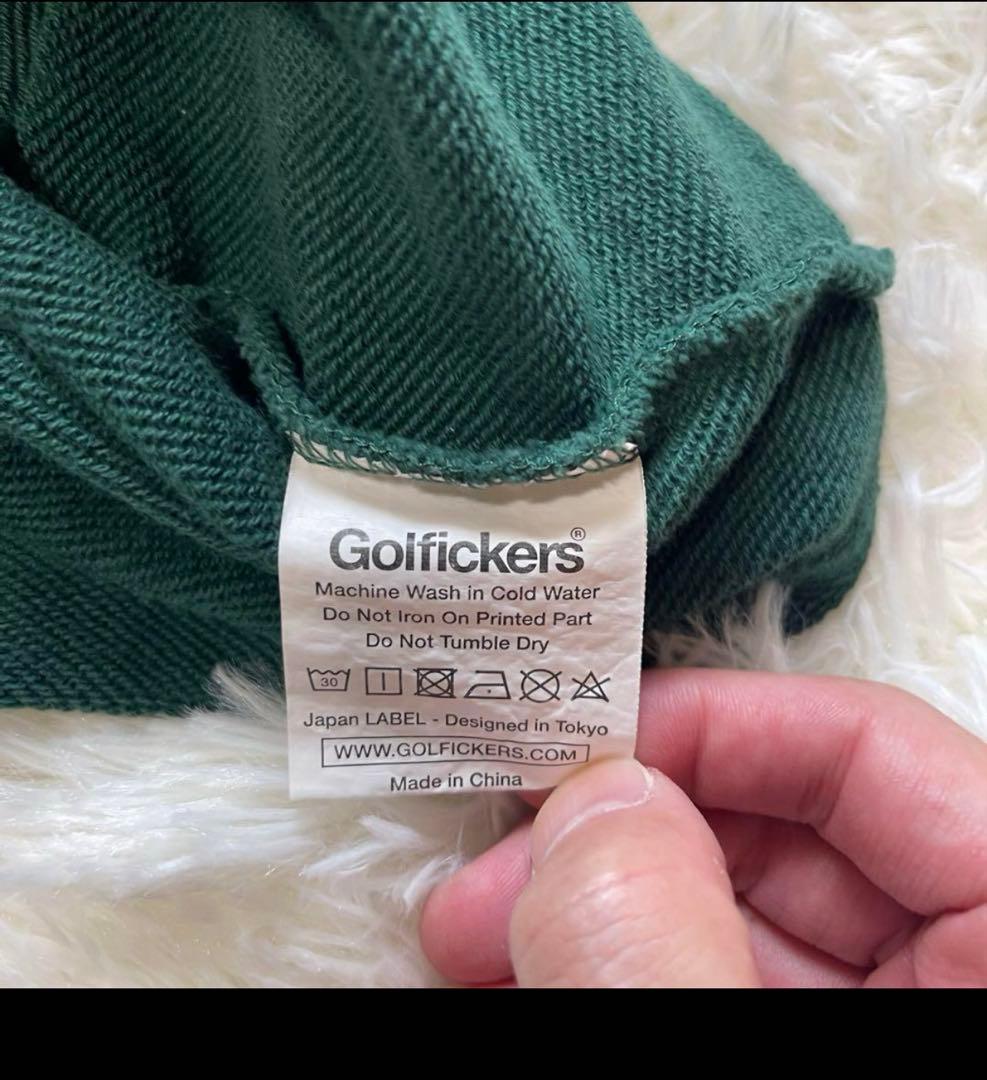 Golfickers®
Machine Wash in Cold Water
Do Not Iron On Printed Part
Do Not Tumble Dry
30
Japan LABEL - Designed in Tokyo
WWW.GOLFICKERS.COM
Made in China